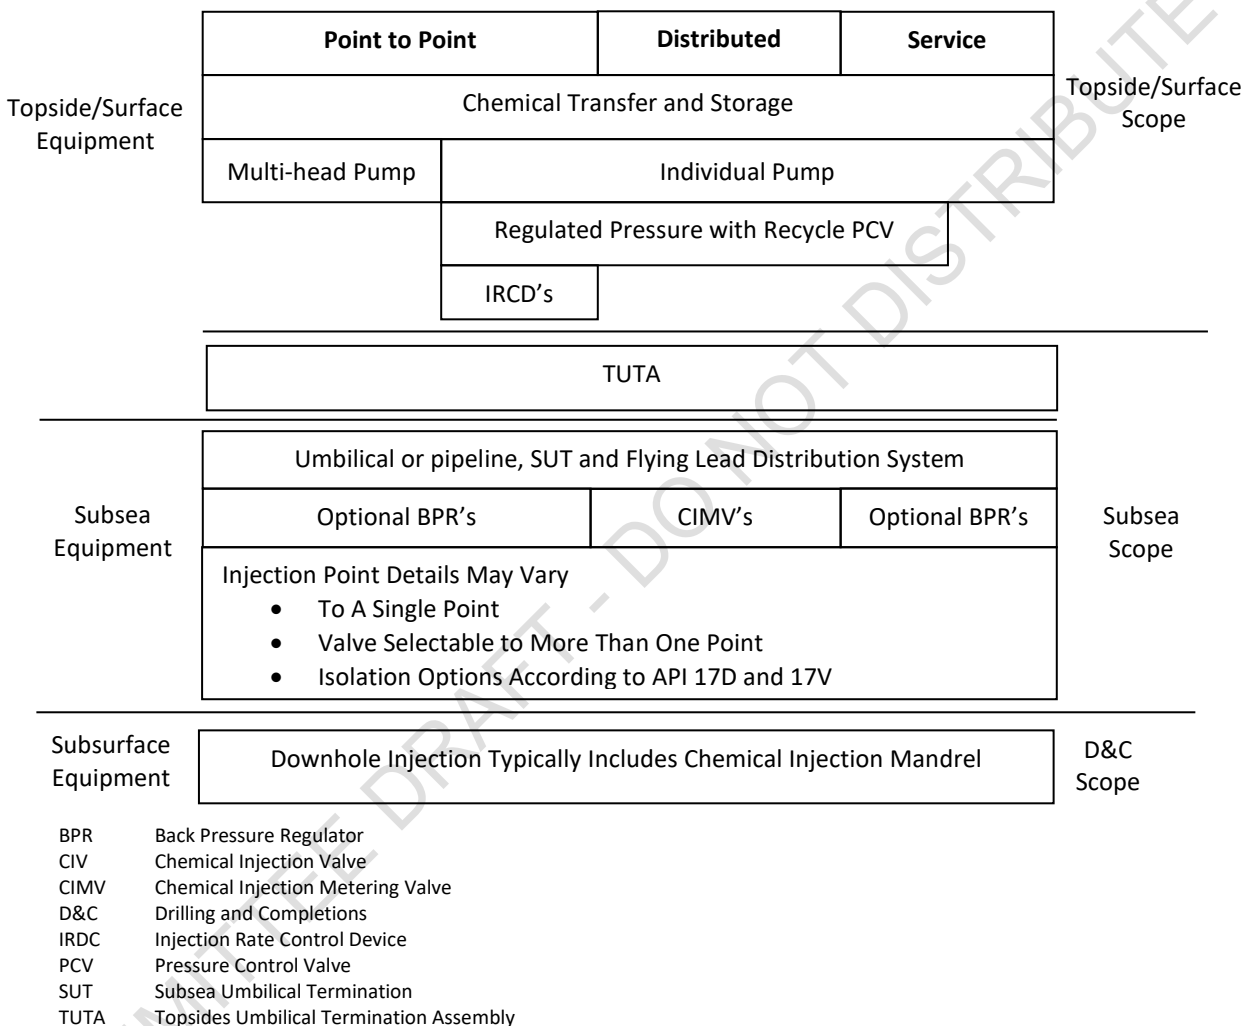 Point to Point Distributed Service
Topside/Surface
Equipment
Chemical Transfer and Storage
Topside/Surface
Scope
Multi-head Pump Individual Pump
Regulated Pressure with Recycle PCV
IRCD’s
TUTA
Umbilical or pipeline, SUT and Flying Lead Distribution System
Subsea
Equipment
Optional BPR’s CIMV’s Optional BPR’s
Subsea
Scope
Injection Point Details May Vary
• To A Single Point
• Valve Selectable to More Than One Point
• Isolation Options According to API 17D and 17V
Subsurface
Equipment
Downhole Injection Typically Includes Chemical Injection Mandrel
D&C
Scope
BPR Back Pressure Regulator
CIV Chemical Injection Valve
CIMV Chemical Injection Metering Valve
D&C Drilling and Completions
IRDC Injection Rate Control Device
PCV Pressure Control Valve
SUT Subsea Umbilical Termination
TUTA Topsides Umbilical Termination Assembly
MITTEE DRAFT - DO NOT DISTRIBUTE